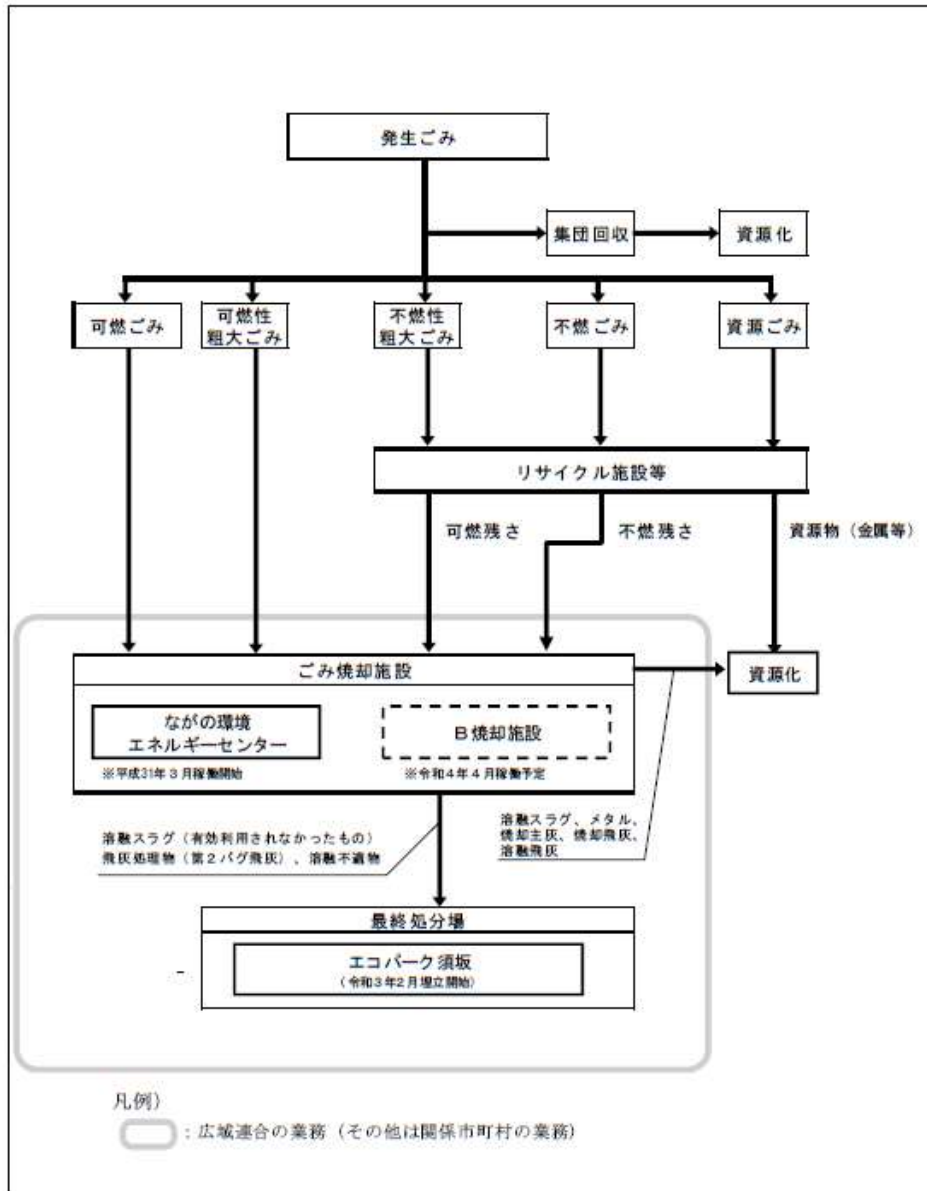 発生ごみ
集団回収
資源化
可燃ごみ
可燃性
粗大ごみ
不燃性
粗大ごみ
不燃ごみ
資源ごみ
リサイクル施設等
可燃残さ
不燃残さ
資源物（金属等）
ごみ焼却施設
資源化
ながの環境
エネルギーセンター
※平成31年３月稼働開始
Ｂ焼却施設
※令和４年４月稼働予定
溶融スラグ（有効利用されなかったもの）
飛灰処理物（第２バグ飛灰）、溶融不適物
溶融スラグ、メタル、
焼却主灰、焼却飛灰、
溶融飛灰
最終処分場
エコパーク須坂
（令和３年２月埋立開始）
凡例）
：広域連合の業務（その他は関係市町村の業務）